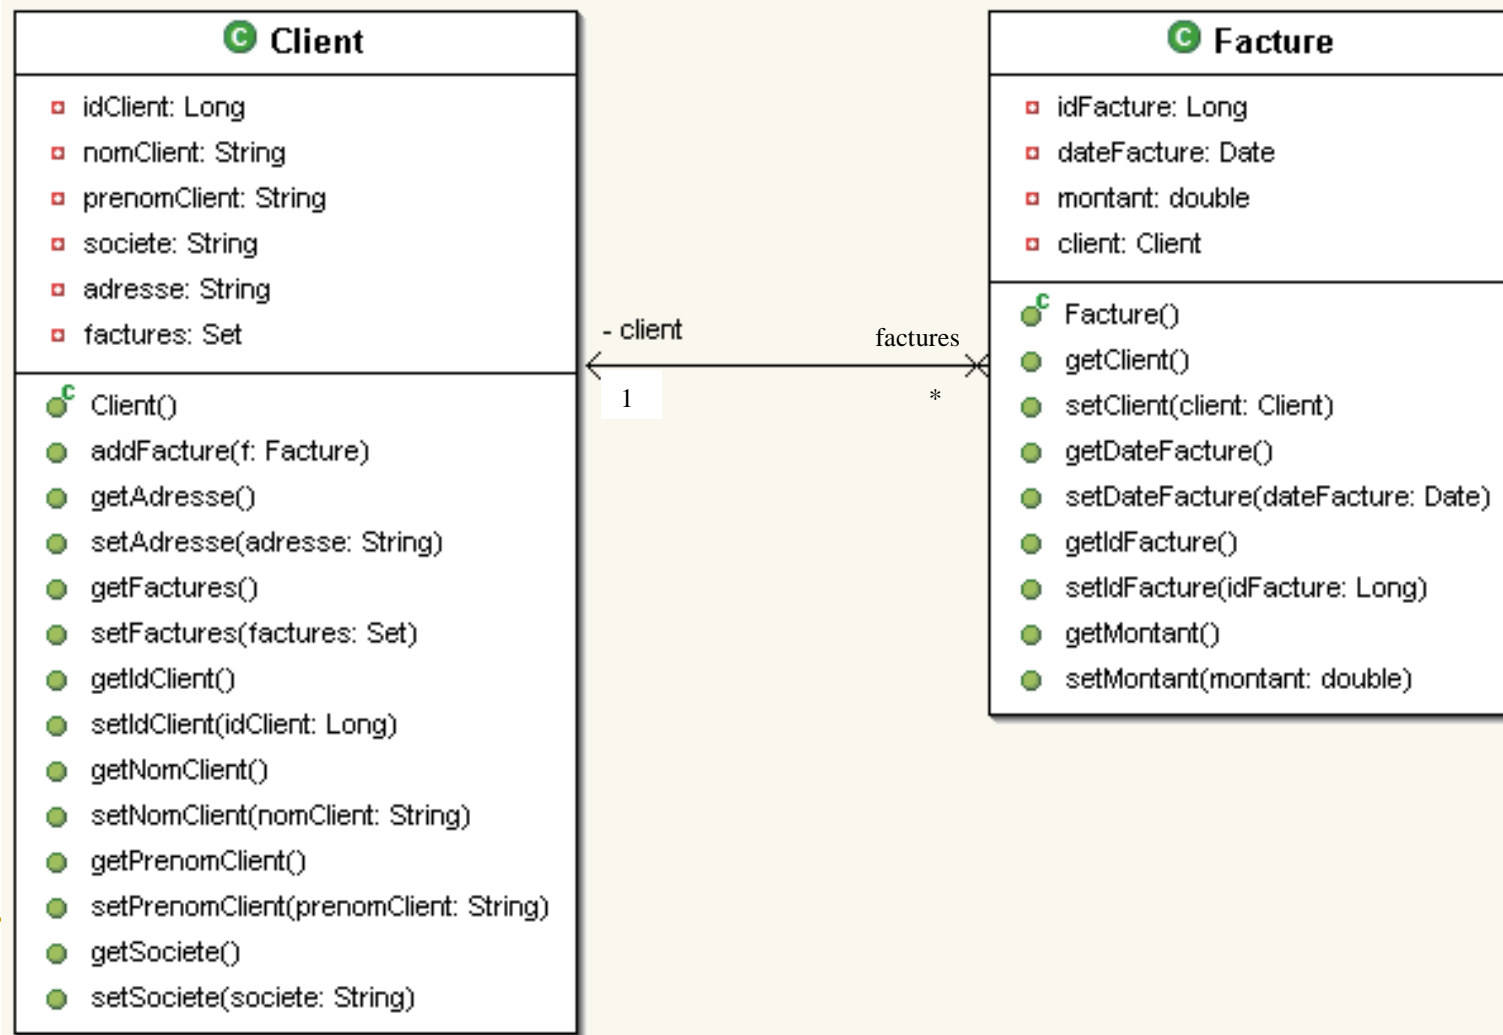 C Client
idClient: Long
nomClient: String
prenomClient: String
societe: String
adresse: String
factures: Set
C Client()
addFacture(f: Facture)
getAdresse()
setAdresse(adresse: String)
getFactures()
setFactures(factures: Set)
getIdClient()
setIdClient(idClient: Long)
getNomClient()
setNomClient(nomClient: String)
getPrenomClient()
setPrenomClient(prenomClient: String)
getSociete()
setSociete(societe: String)
- client
factures
1
*
C Facture
idFacture: Long
dateFacture: Date
montant: double
client: Client
C Facture()
getClient()
setClient(client: Client)
getDateFacture()
setDateFacture(dateFacture: Date)
getIdFacture()
setIdFacture(idFacture: Long)
getMontant()
setMontant(montant: double)